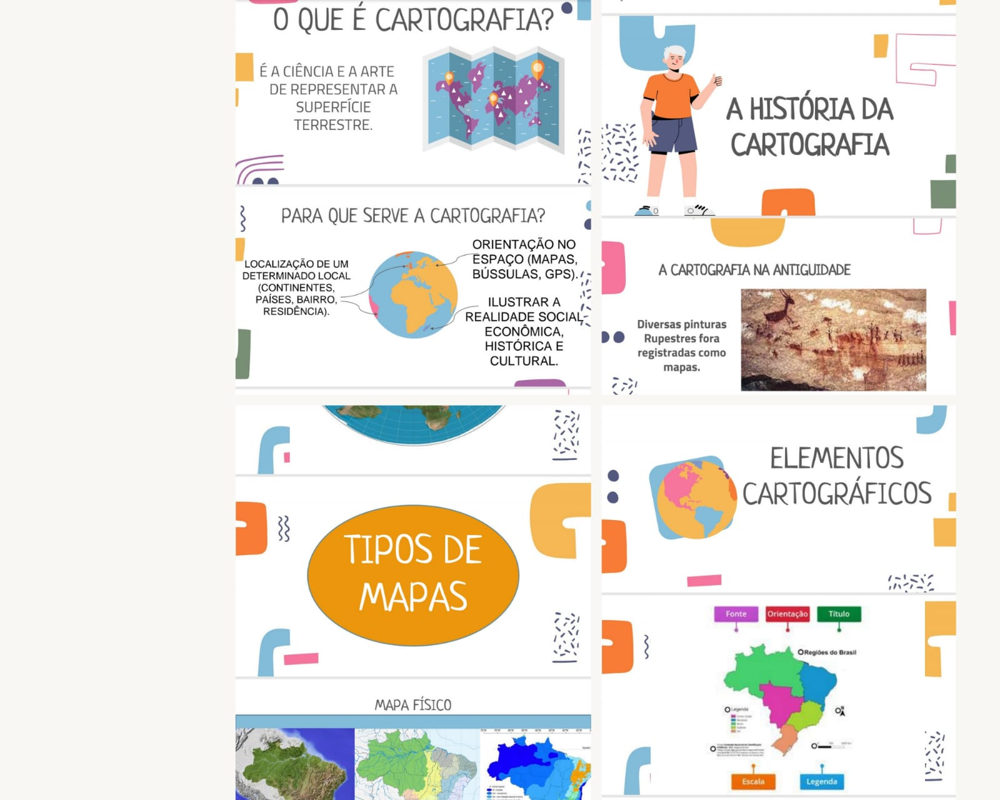 O QUE É CARTOGRAFIA?
É A CIÊNCIA E A ARTE
DE REPRESENTAR A
SUPERFÍCIE
TERRESTRE.
PARA QUE SERVE A CARTOGRAFIA?
LOCALIZAÇÃO DE UM
DETERMINADO LOCAL
(CONTINENTES,
PAÍSES, BAIRRO,
RESIDÊNCIA).
ORIENTAÇÃO NO
ESPAÇO (MAPAS,
BÚSSULAS, GPS).
ILUSTRAR A
REALIDADE SOCIAL
ECONÔMICA,
HISTÓRICA E
CULTURAL.
A HISTÓRIA DA
CARTOGRAFIA
A CARTOGRAFIA NA ANTIGUIDADE
Diversas pinturas
Rupestres fora
registradas como
mapas.
TIPOS DE
MAPAS
MAPA FÍSICO
ELEMENTOS
CARTOGRÁFICOS
Fonte
Orientação
Título
Regiões do Brasil
Legenda
N
Escala
Legenda